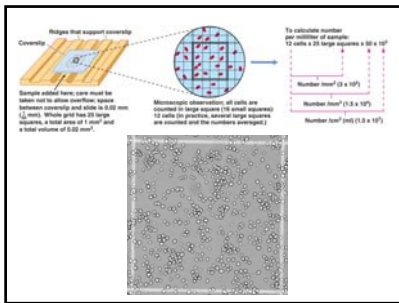 Ridges that support coverslip
Coverslip
Sample added here; care must be
taken not to allow overflow; space
between coverslip and slide is 0.02 mm
( mm). Whole grid has 25 large
squares, a total area of 1 mm² and
a total volume of 0.02 mm³.
Microscopic observation; all cells are
counted in large square (16 small squares):
12 cells (in practice, several large squares
are counted and the numbers averaged.)
To calculate number
per milliliter of sample:
12 cells x 25 large squares x 50 x 10³
Number /mm² (3 x 10²)
Number /mm³ (1.5 x 10⁴)
Number /cm³ (ml) (1.5 x 10⁷)